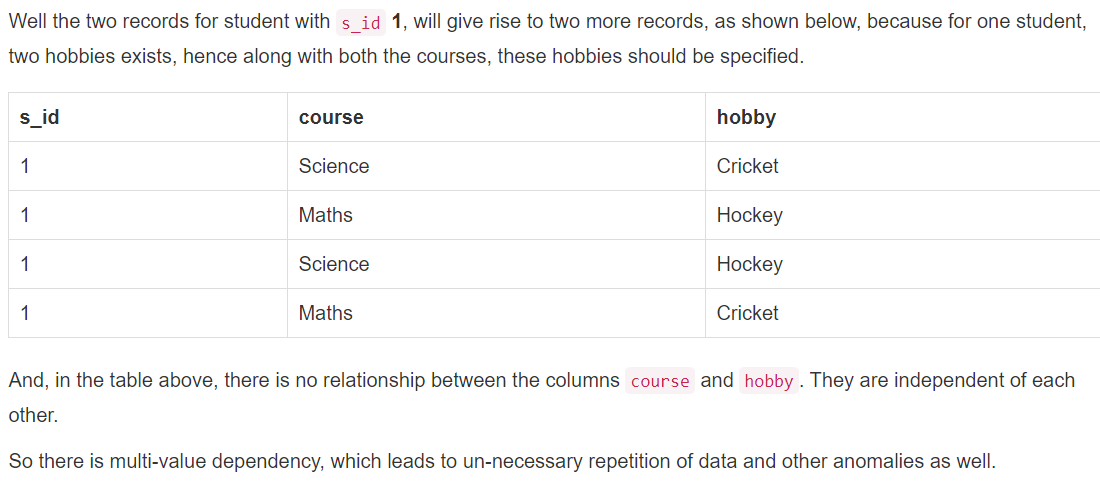 Well the two records for student with s_id 1, will give rise to two more records, as shown below, because for one student,
two hobbies exists, hence along with both the courses, these hobbies should be specified.
s_id course hobby
1 Science Cricket
1 Maths Hockey
1 Science Hockey
1 Maths Cricket
And, in the table above, there is no relationship between the columns course and hobby . They are independent of each
other.
So there is multi-value dependency, which leads to un-necessary repetition of data and other anomalies as well.